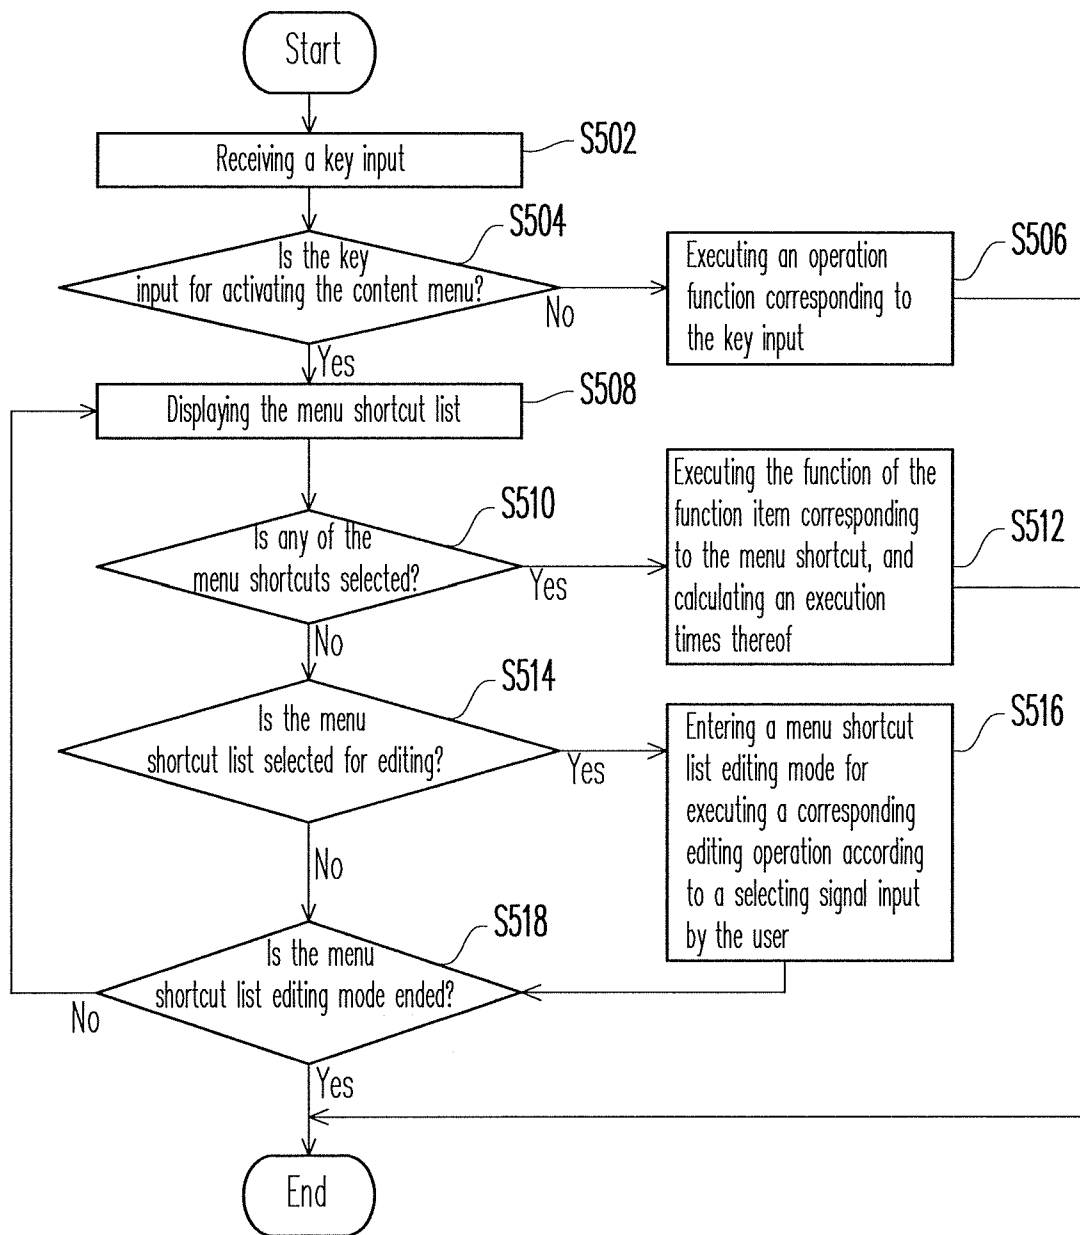 Start
Receiving a key input
S502
Is the key
input for activating the content menu?
S504
No
Yes
Executing an operation
function corresponding to
the key input
S506
Displaying the menu shortcut list
S508
Is any of the
menu shortcuts selected?
S510
Yes
No
Executing the function of the
function item corresponding
to the menu shortcut, and
calculating an execution
times thereof
S512
Is the menu
shortcut list selected for editing?
S514
Yes
No
Entering a menu shortcut
list editing mode for
executing a corresponding
editing operation according
to a selecting signal input
by the user
S516
Is the menu
shortcut list editing mode ended?
S518
No
Yes
End